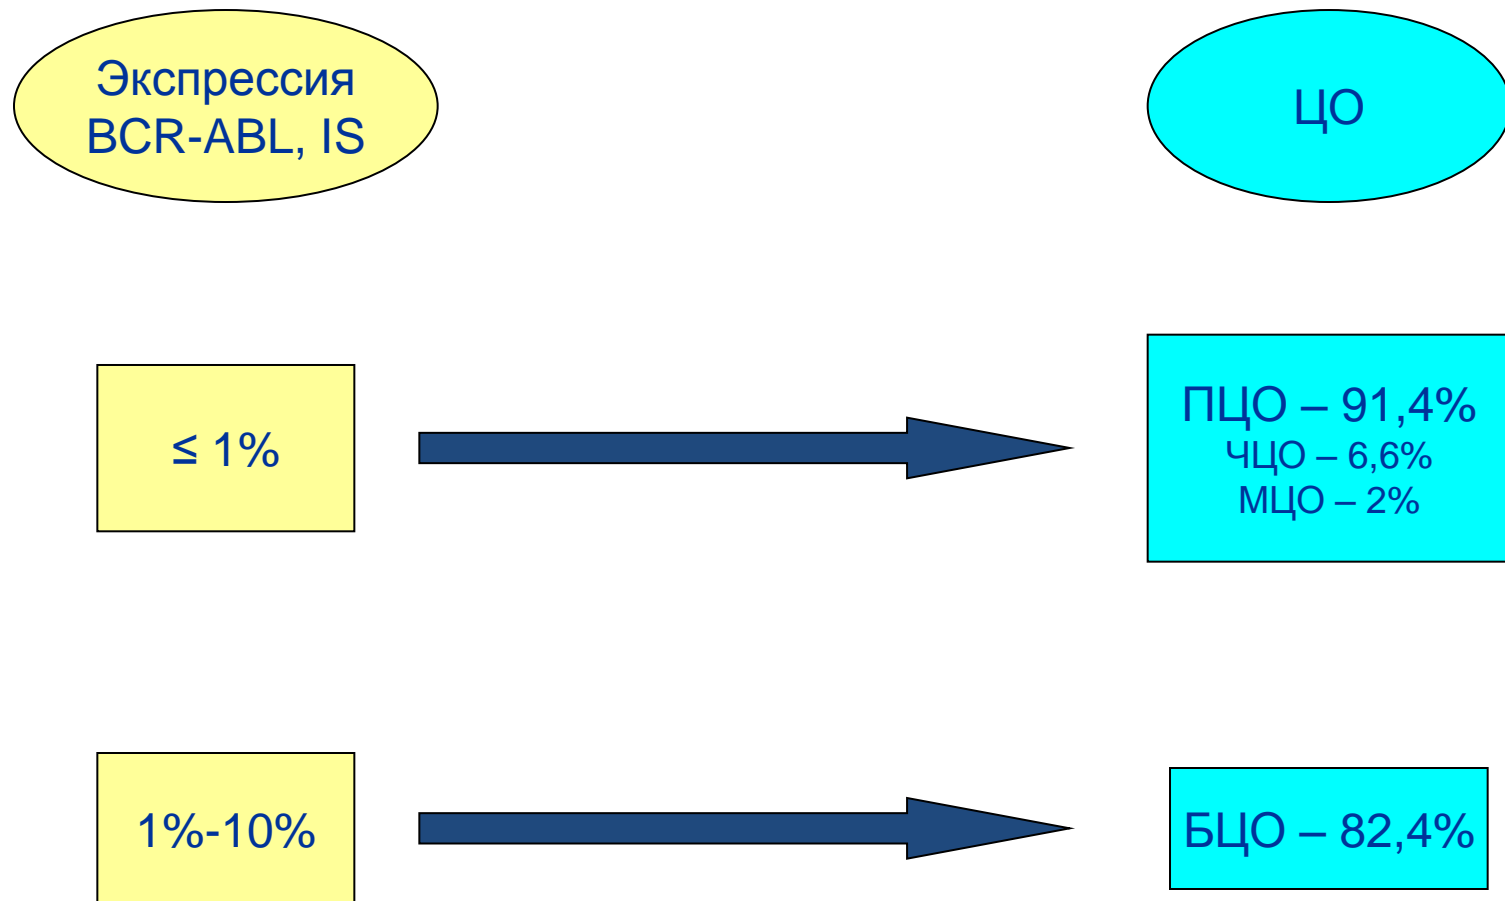 Экспрессия
BCR-ABL, IS
ЦО
≤ 1%
ПЦО – 91,4%
ЧЦО – 6,6%
МЦО – 2%
1%-10%
БЦО – 82,4%